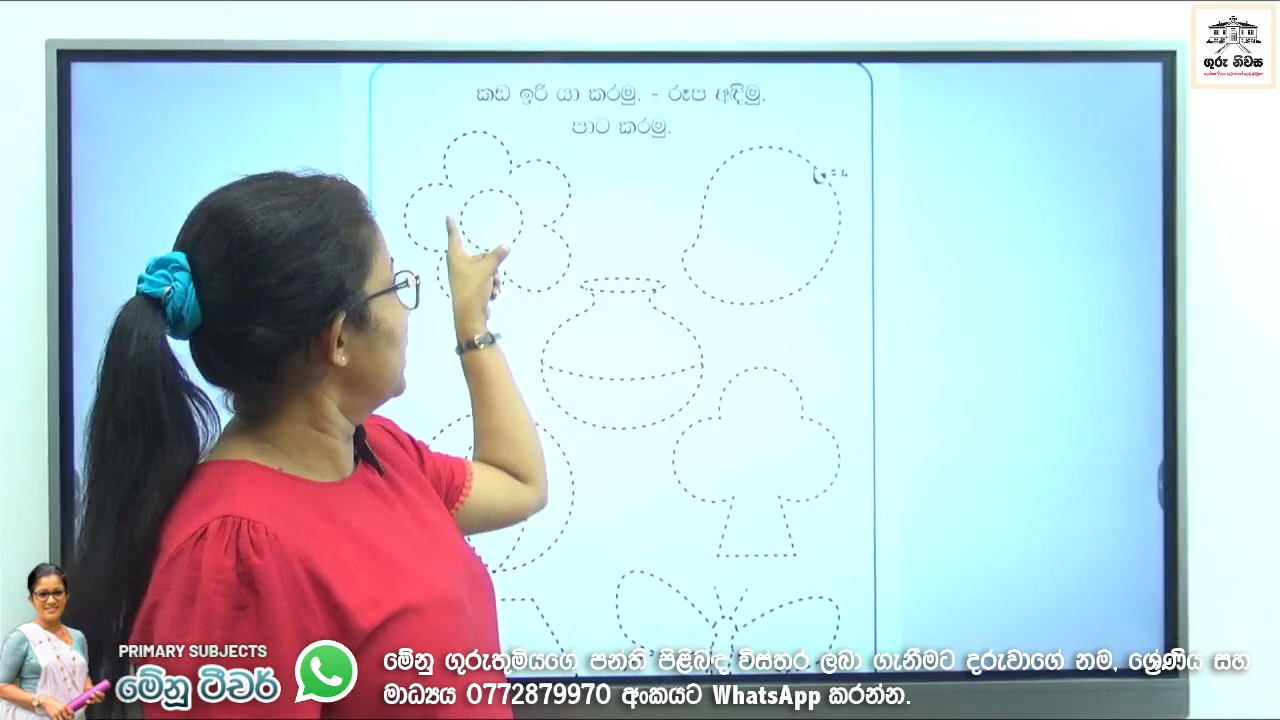 ගුරු නිවස
කඩ ඉරි යා කරමු. - රූප අඳිමු.
පාට කරමු.
PRIMARY SUBJECTS
මේනු ටීචර්
මේනු ගුරුතුමියගේ පන්ති පිළිබඳ විස්තර ලබා ගැනීමට දරුවාගේ නම, ශ්‍රේණිය සහ
මාධ්‍යය 0772879970 අංකයට WhatsApp කරන්න.